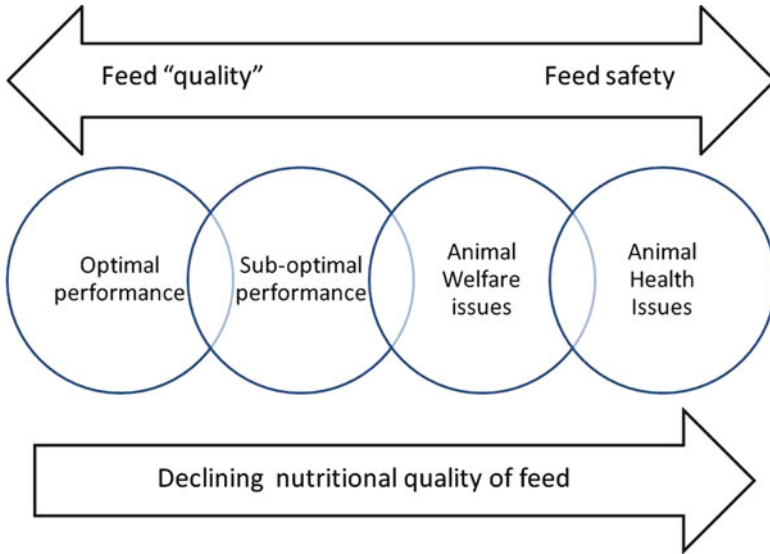 Feed “quality” Feed safety
Optimal
performance
Sub-optimal
performance
Animal
Welfare
issues
Animal
Health
Issues
Declining nutritional quality of feed